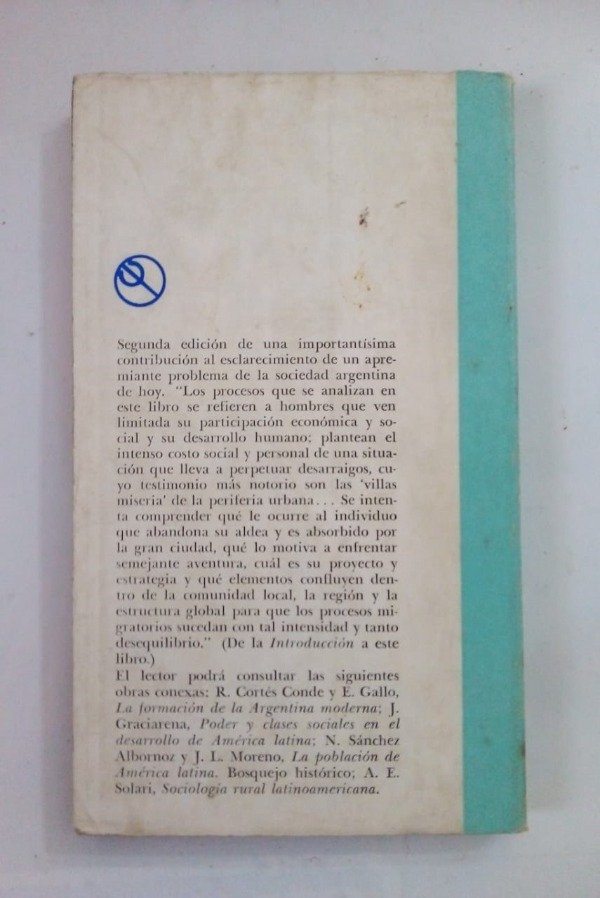 Segunda edición de una importantísima
contribución al esclarecimiento de un apre-
miante problema de la sociedad argentina
de hoy. "Los procesos que se analizan en
este libro se refieren a hombres que ven
limitada su participación económica y so-
cial y su desarrollo humano; plantean el
intenso costo social y personal de una situa-
ción que lleva a perpetuar desarraigos, cu-
yo testimonio más notorio son las 'villas
miseria' de la periferia urbana... Se inten-
ta comprender qué le ocurre al individuo
que abandona su aldea y es absorbido por
la gran ciudad, qué lo motiva a enfrentar
semejante aventura, cuál es su proyecto y
estrategia y qué elementos confluyen den-
tro de la comunidad local, la región y la
estructura global para que los procesos mi-
gratorios sucedan con tal intensidad y tanto
desequilibrio." (De la Introducción a este
libro.)
El lector podrá consultar las siguientes
obras conexas: R. Cortés Conde y E. Gallo,
La formación de la Argentina moderna; J.
Graciarena, Poder y clases sociales en el
desarrollo de América latina; N. Sánchez
Albornoz y J. L. Moreno, La población de
América latina. Bosquejo histórico; A. E.
Solari, Sociología rural latinoamericana.